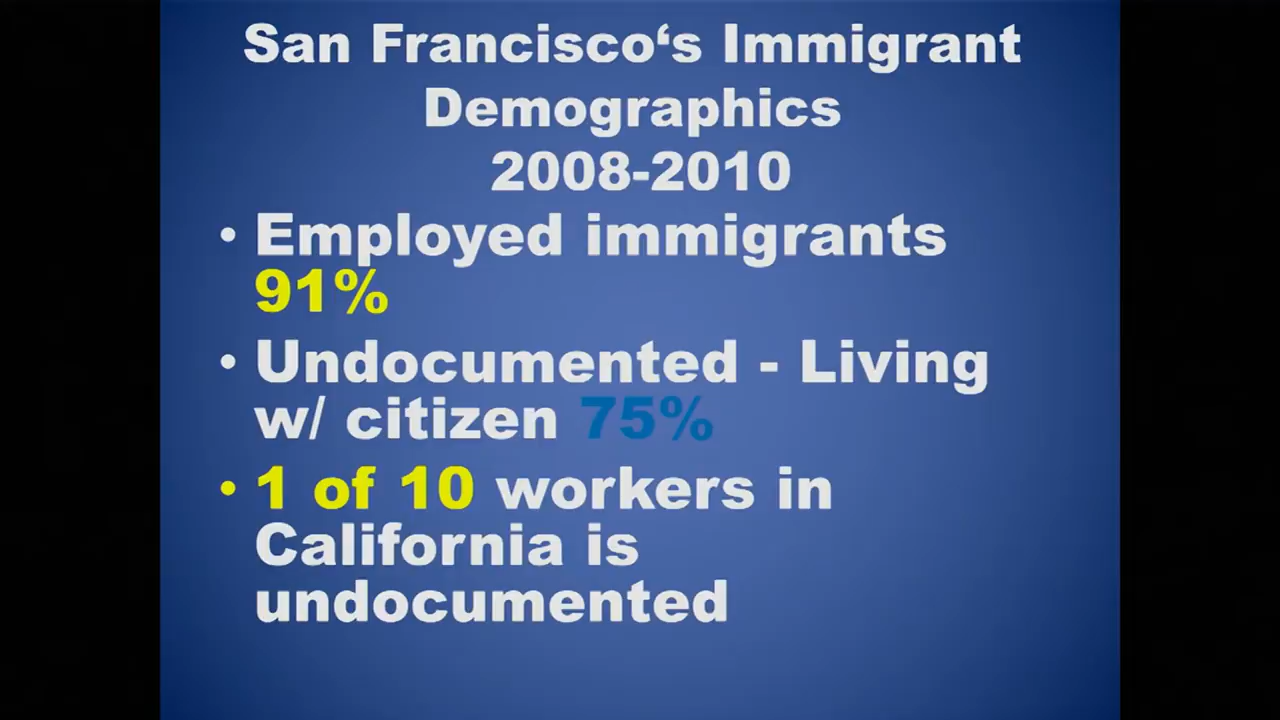 San Francisco‘s Immigrant
Demographics
2008-2010
• Employed immigrants
91%
• Undocumented - Living
w/ citizen 75%
• 1 of 10 workers in
California is
undocumented